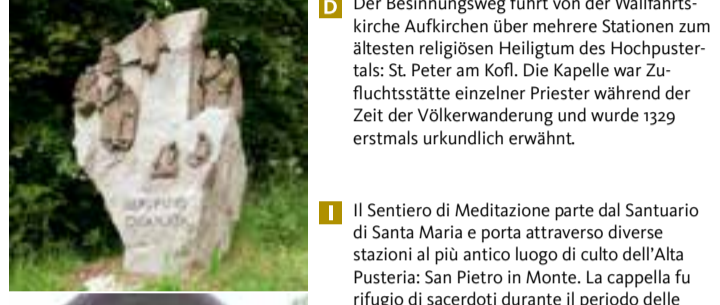 D
Der Besinnungsweg führt von der Wallfahrts-
kirche Aufkirchen über mehrere Stationen zum
ältesten religiösen Heiligtum des Hochpuster-
tals: St. Peter am Kofl. Die Kapelle war Zu-
fluchtsstätte einzelner Priester während der
Zeit der Völkerwanderung und wurde 1329
erstmals urkundlich erwähnt.
I
Il Sentiero di Meditazione parte dal Santuario
di Santa Maria e porta attraverso diverse
stazioni al più antico luogo di culto dell'Alta
Pusteria: San Pietro in Monte. La cappella fu
rifugio di sacerdoti durante il periodo delle